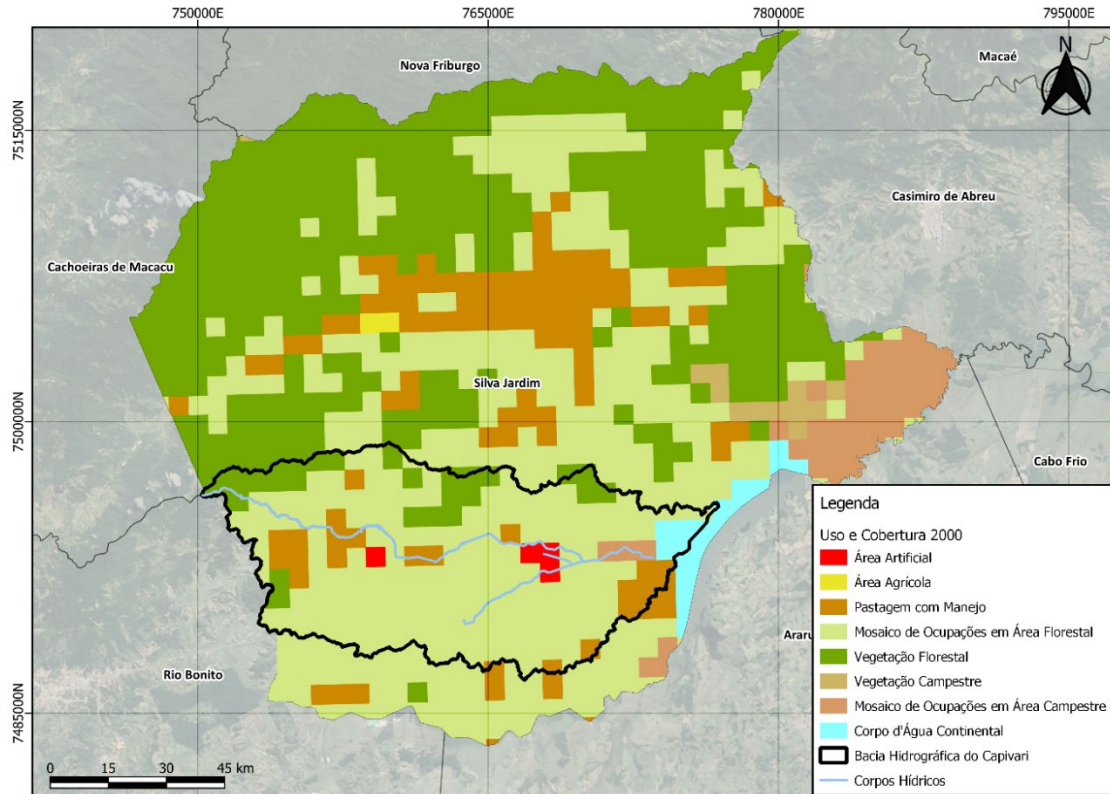 750000E
765000E
780000E
795000E
Nova Friburgo
Macaé
N
7515000N
7515000N
Casimiro de Abreu
Cachoeiras de Macacu
Silva Jardim
7500000N
7500000N
Cabo Frio
Legenda
Uso e Cobertura 2000
Área Artificial
Área Agrícola
Pastagem com Manejo
Mosaico de Ocupações em Área Florestal
Vegetação Florestal
Vegetação Campestre
Mosaico de Ocupações em Área Campestre
Corpo d'Água Continental
Bacia Hidrográfica do Capivari
Corpos Hídricos
Araru
Rio Bonito
7485000N
0 15 30 45 km